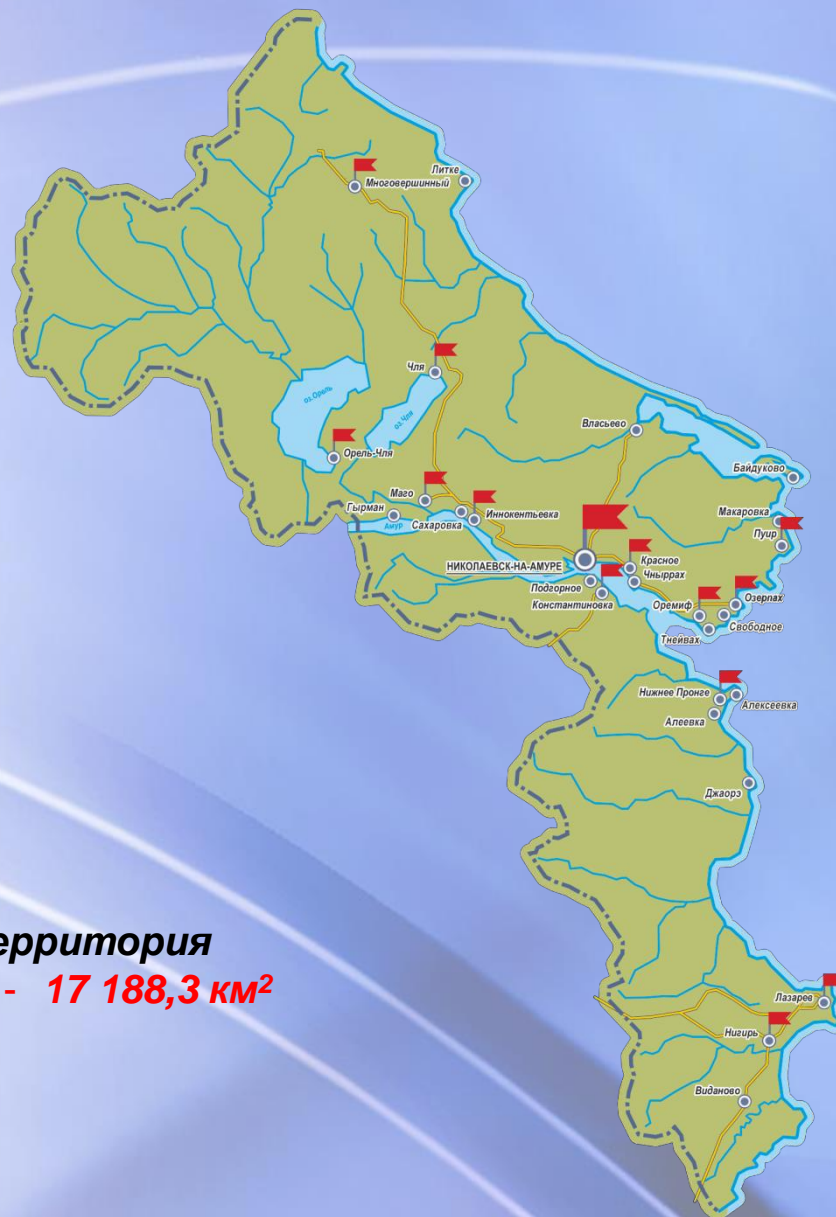 Литке
Многовершинный
Чля
оз.Орель
оз.Чля
Власьево
Орель-Чля
Байдуково
Маго
Гырман
Иннокентьевка
Макаровка
Сахаровка
Амур
Пуир
Красное
НИКОЛАЕВСК-НА-АМУРЕ
Чныррах
Подгорное
Константиновка
Оремиф
Озерпах
Свободное
Тнейвах
Нижнее Пронге
Алексеевка
Алеевка
Джаорэ
ерритория
- 17 188,3 км²
Лазарев
Нигирь
Виданово